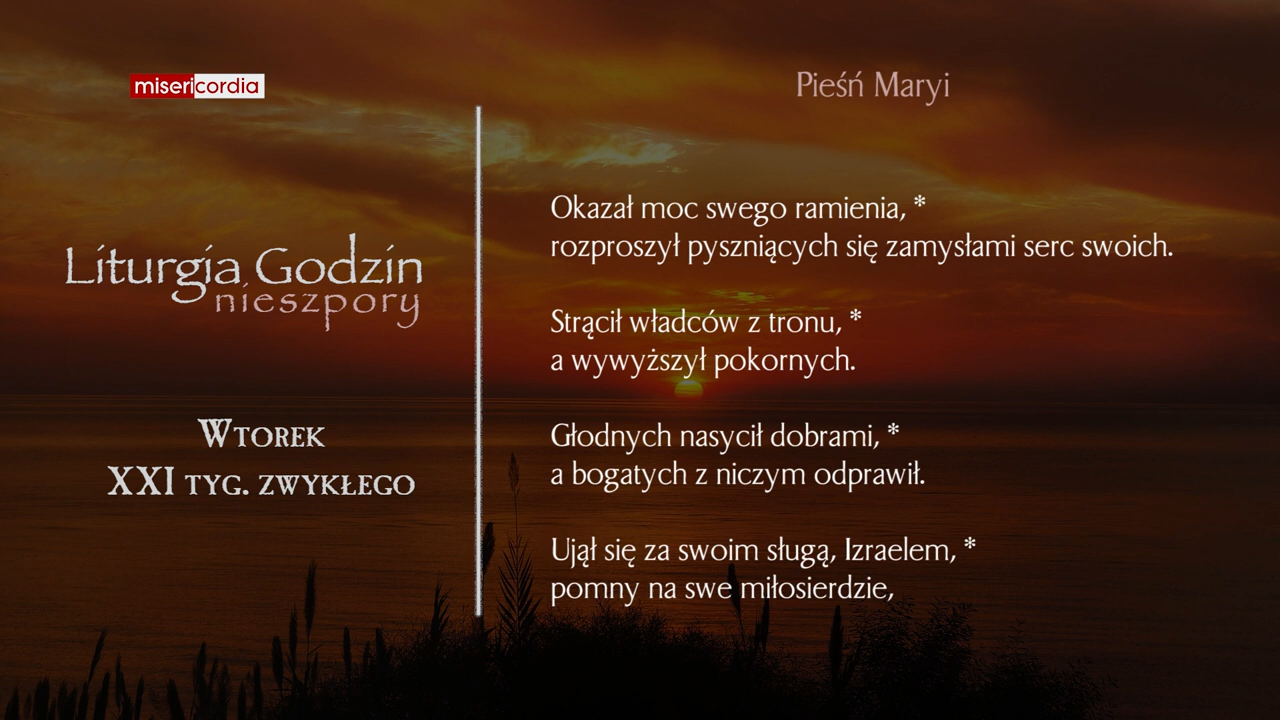 misericordia
Liturgia Godzin
nieszpory
Wtorek
XXI tyg. zwykłego
Pieśń Maryi
Okazał moc swego ramienia, *
rozproszył pyszniących się zamysłami serc swoich.
Strącił władców z tronu, *
a wywyższył pokornych.
Głodnych nasycił dobrami, *
a bogatych z niczym odprawił.
Ujął się za swoim sługą, Izraelem, *
pomny na swe miłosierdzie,